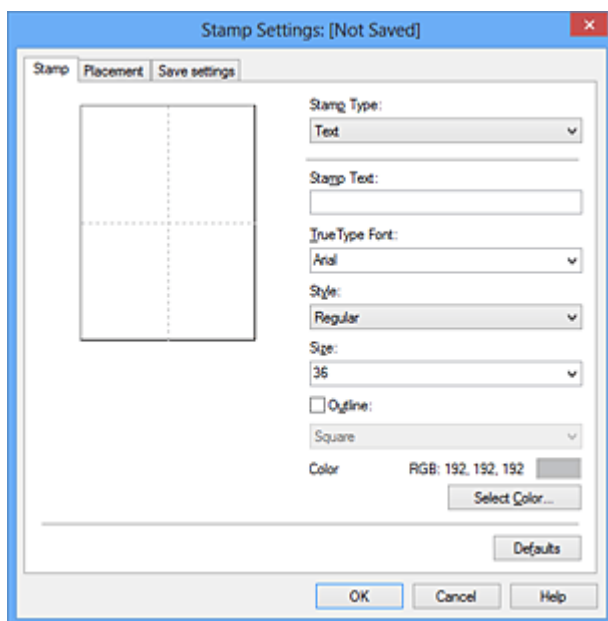 Stamp Settings: [Not Saved]
Stamp Placement Save settings
Stamp Type:
Text
Stamp Text:
TrueType Font:
Arial
Style:
Regular
Size:
36
Outline:
Square
Color RGB: 192, 192, 192
Select Color...
Defaults
OK Cancel Help